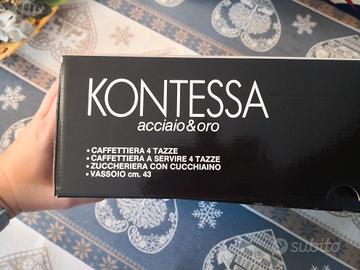 KONTESSA
acciaio&oro
• CAFFETTIERA 4 TAZZE
• CAFFETTIERA A SERVIRE 4 TAZZE
• ZUCCHERIERA CON CUCCHIAINO
• VASSOIO cm. 43
subito